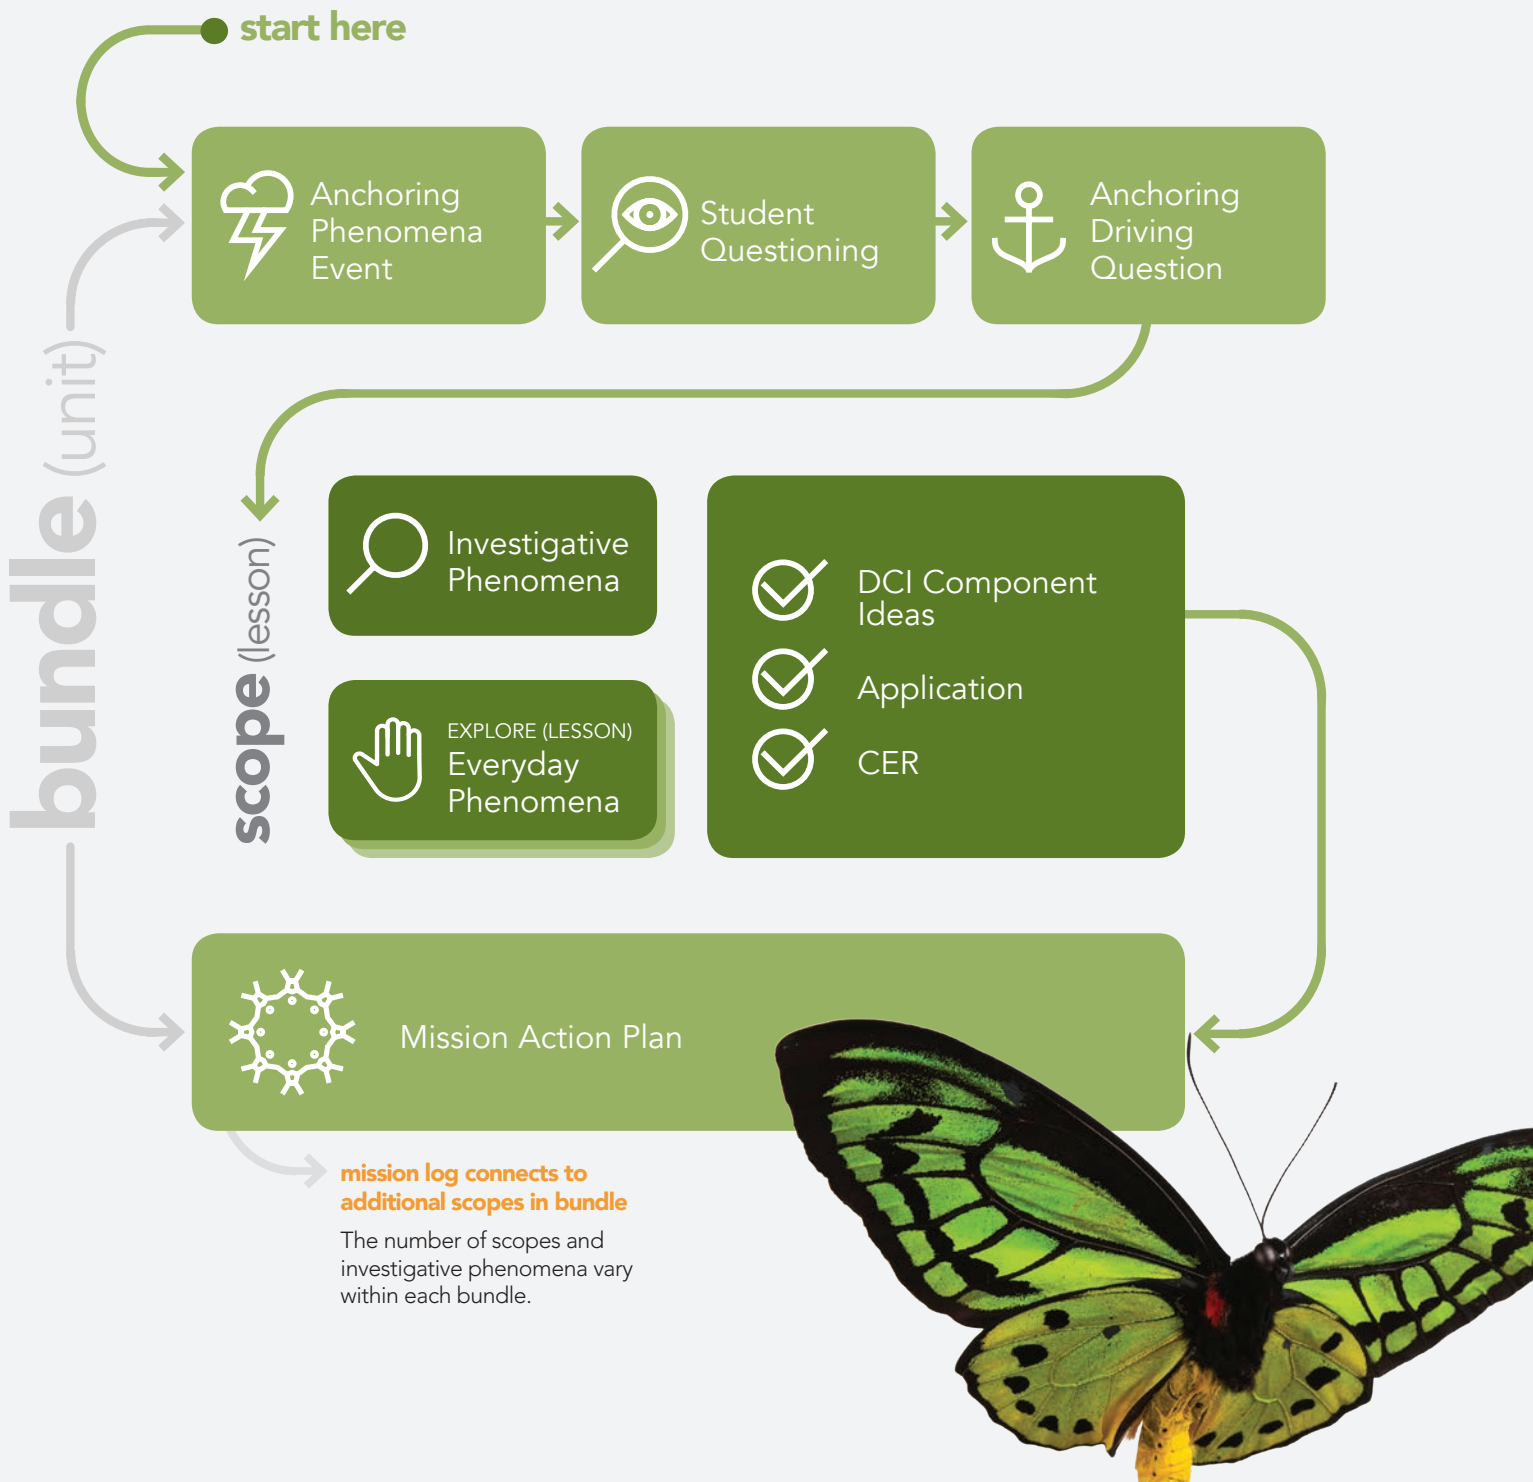 start here
Anchoring
Phenomena
Event
Student
Questioning
Anchoring
Driving
Question
bundle (unit)
scope (lesson)
Investigative
Phenomena
EXPLORE (LESSON)
Everyday
Phenomena
DCI Component
Ideas
Application
CER
Mission Action Plan
mission log connects to
additional scopes in bundle
The number of scopes and
investigative phenomena vary
within each bundle.